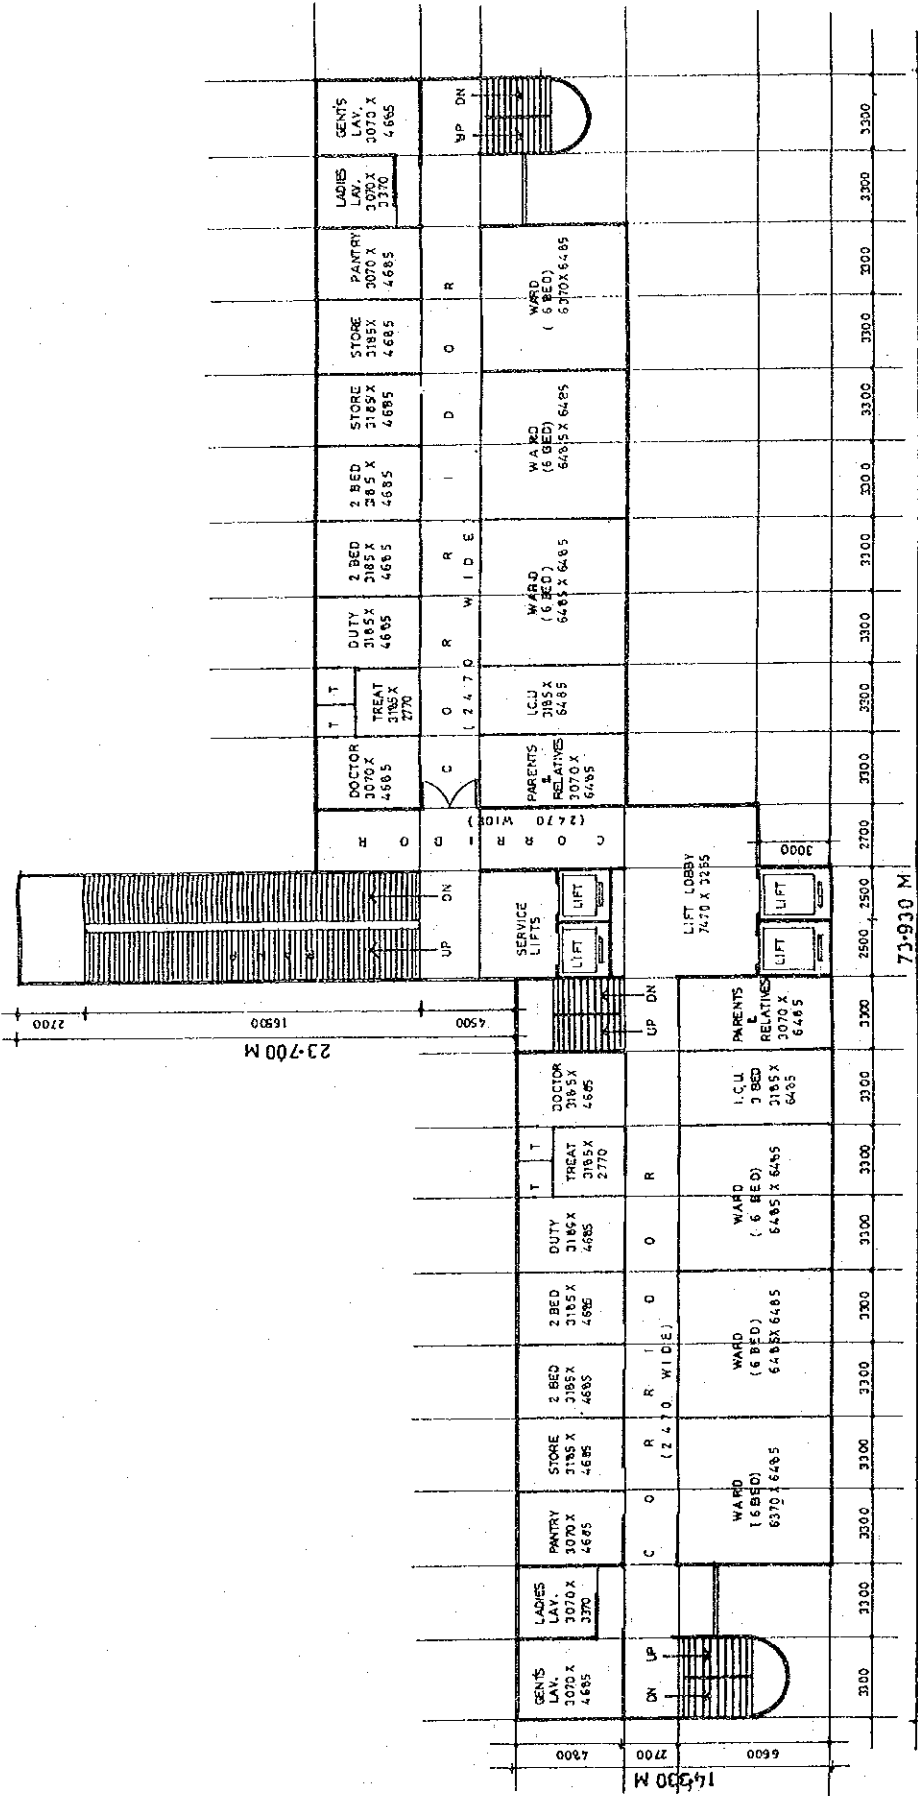 GENT'S
LAV.
3070 X
4685
LADIES
LAV.
3070 X
3370
PANTRY
3070 X
4685
STORE
3185 X
4685
STORE
3185 X
4685
2 BED
3185 X
4685
2 BED
3185 X
4685
DUTY
3185 X
4685
T T
TREAT
3185 X
2770
DOCTOR
3070 X
4685
UP DN
C O R R I D O R
(2470 WIDE)
WARD
(6 BED)
6370 X 6485
WARD
(6 BED)
6485 X 6485
WARD
(6 BED)
6485 X 6485
I.C.U
3185 X
6485
PARENTS
&
RELATIVES
3070 X
6485
CORRIDOR
(2470 WIDE)
UP DN
SERVICE
LIFTS
LIFT LIFT
LIFT LOBBY
7470 X 3255
LIFT LIFT
3000
2700
16500
4500
23.700 M
UP DN
DOCTOR
3185 X
4685
T T
TREAT
3185 X
2770
DUTY
3185 X
4685
2 BED
3185 X
4685
2 BED
3185 X
4685
STORE
3185 X
4685
PANTRY
3070 X
4685
LADIES
LAV.
3070 X
3370
GENT'S
LAV.
3070 X
4685
C O R R I D O R
(2470 WIDE)
DN UP
PARENTS
&
RELATIVES
3070 X
6485
I.C.U.
3 BED
3185 X
6485
WARD
(6 BED)
6485 X 6485
WARD
(6 BED)
6485 X 6485
WARD
(6 BED)
6370 X 6485
3300 3300 3300 3300 3300 3300 3300 3300 3300 3300 2500 2500 2700 3300 3300 3300 3300 3300 3300 3300 3300 3300 3300
73.930 M
4800
2700
6600